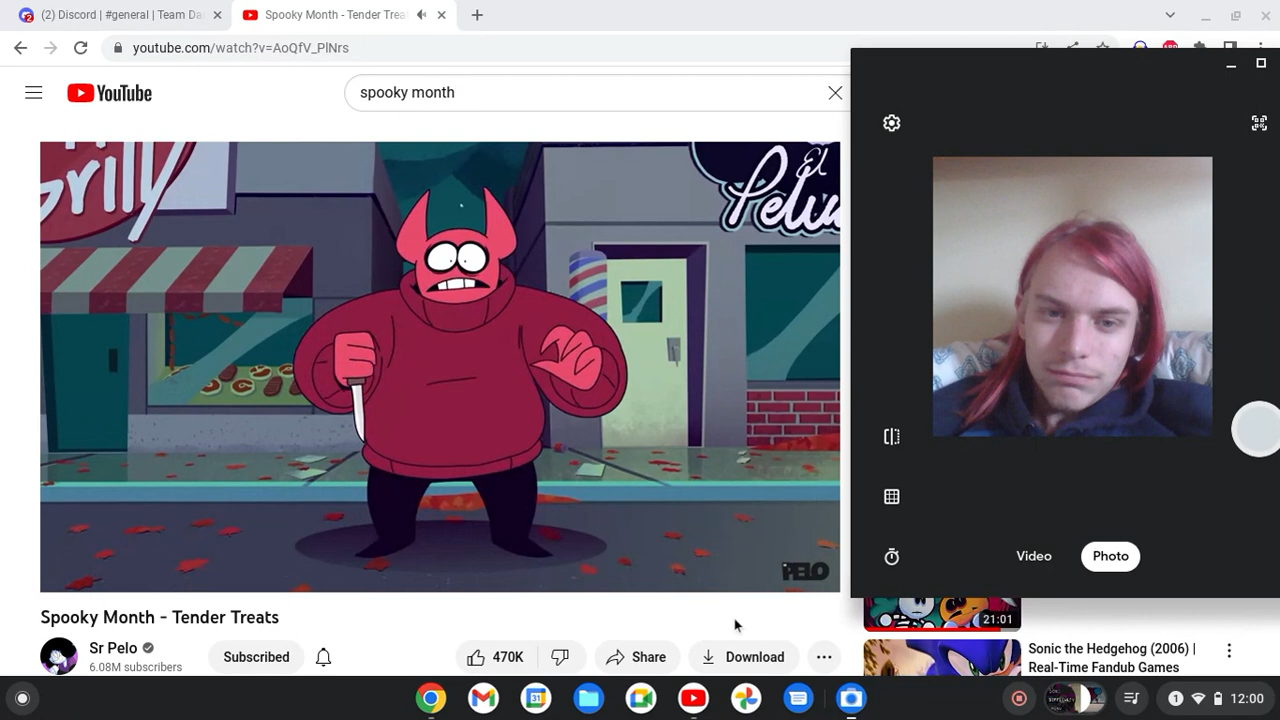 (2) Discord | #general | Team Da
Spooky Month - Tender Treat
youtube.com/watch?v=AoQfV_PlNrs
YouTube
spooky month
Grilly
El
Pelu
PELO
Video
Photo
Spooky Month - Tender Treats
Sr Pelo
6.08M subscribers
Subscribed
470K
Share
Download
21:01
Sonic the Hedgehog (2006) |
Real-Time Fandub Games
31
1
12:00